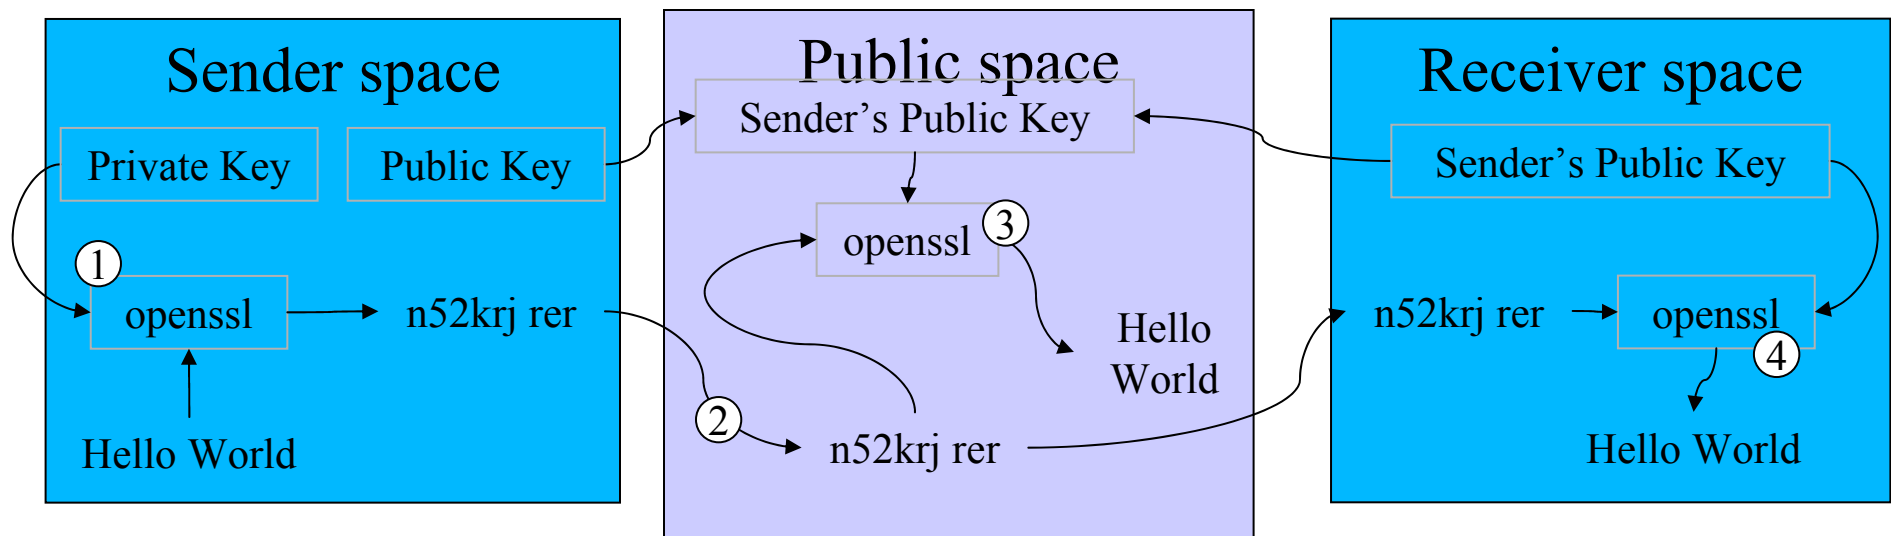 Sender space
Private Key
Public Key
1
openssl
n52krj rer
Hello World
2
Public space
Sender’s Public Key
openssl
3
Hello
World
n52krj rer
Receiver space
Sender’s Public Key
n52krj rer
openssl
4
Hello World